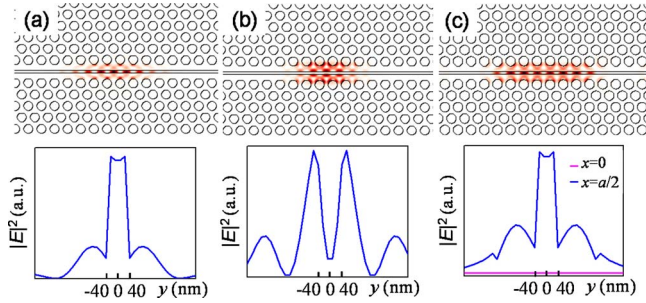 (a)
(b)
(c)
|E|² (a.u.)
-40 0 40 y (nm)
|E|² (a.u.)
-40 0 40 y (nm)
|E|² (a.u.)
x=0
x=a/2
-40 0 40 y (nm)